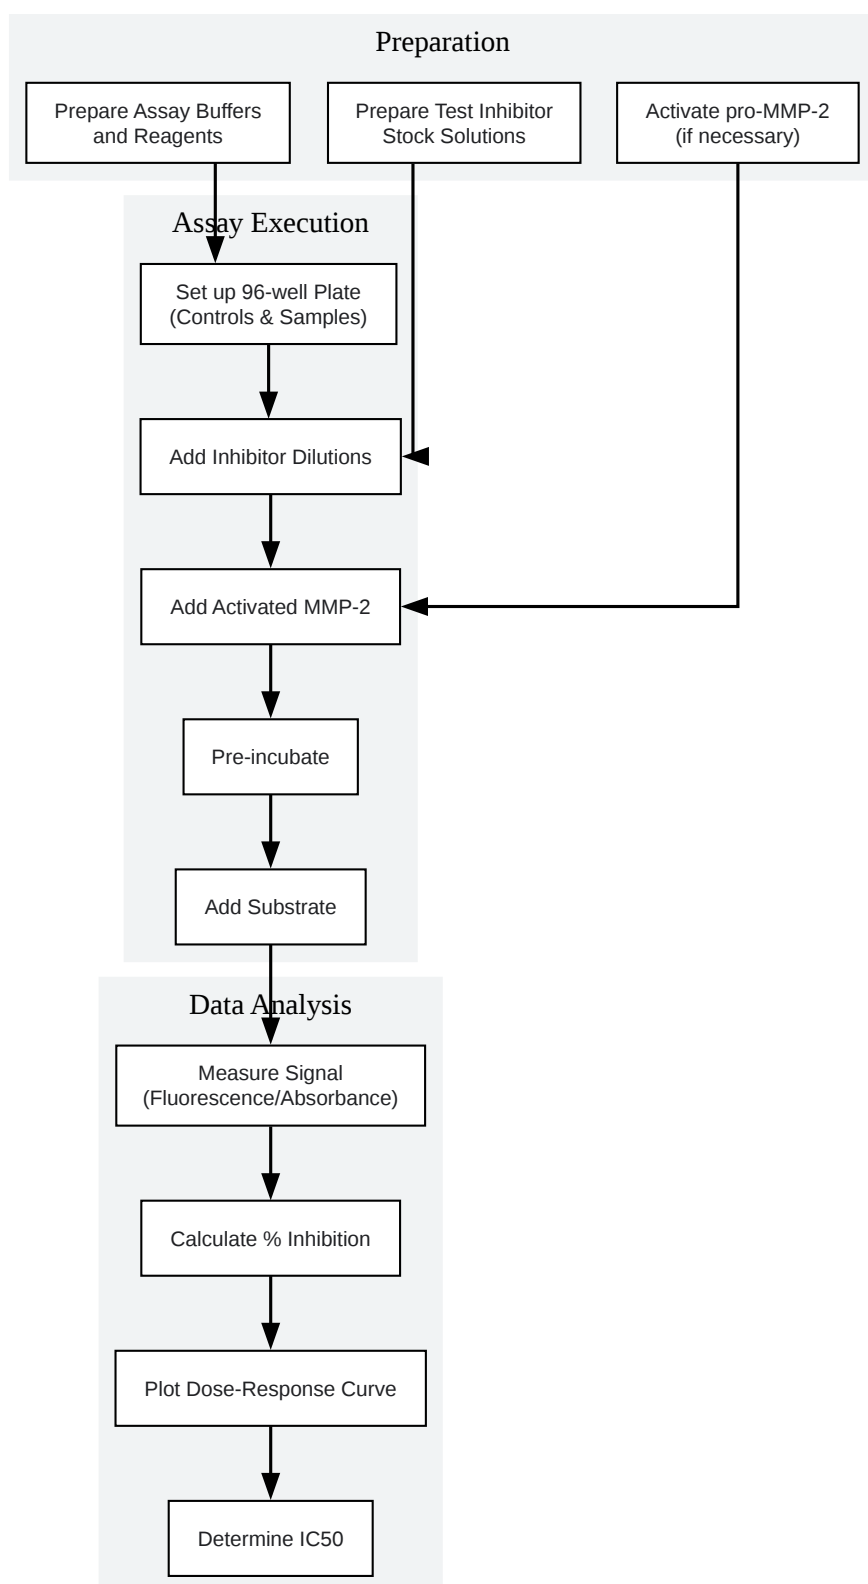 Preparation
Prepare Assay Buffers
and Reagents
Prepare Test Inhibitor
Stock Solutions
Activate pro-MMP-2
(if necessary)
Assay Execution
Set up 96-well Plate
(Controls & Samples)
Add Inhibitor Dilutions
Add Activated MMP-2
Pre-incubate
Add Substrate
Data Analysis
Measure Signal
(Fluorescence/Absorbance)
Calculate % Inhibition
Plot Dose-Response Curve
Determine IC50